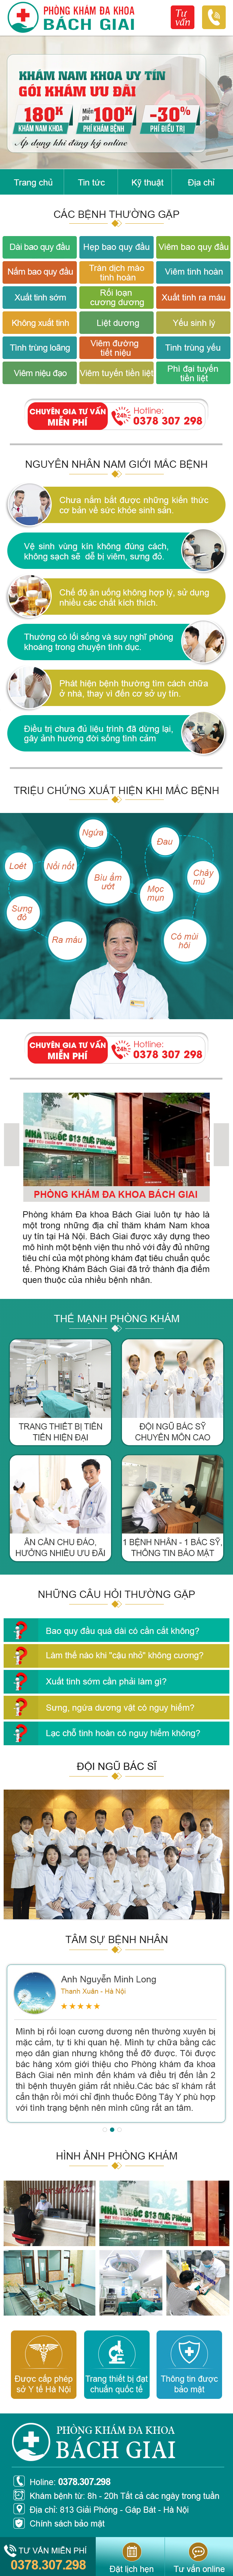 PHÒNG KHÁM ĐA KHOA
BÁCH GIAI
Tư
vấn
KHÁM NAM KHOA UY TÍN
GÓI KHÁM ƯU ĐÃI
180K
KHÁM NAM KHOA
Miễn
phí
100K
PHÍ KHÁM BỆNH
-30%
PHÍ ĐIỀU TRỊ
Áp dụng khi đăng ký online
Trang chủ
Tin tức
Kỹ thuật
Địa chỉ
CÁC BỆNH THƯỜNG GẶP
Dài bao quy đầu
Hẹp bao quy đầu
Viêm bao quy đầu
Nấm bao quy đầu
Tràn dịch mào
tinh hoàn
Viêm tinh hoàn
Xuất tinh sớm
Rối loạn
cương dương
Xuất tinh ra máu
Không xuất tinh
Liệt dương
Yếu sinh lý
Tinh trùng loãng
Viêm đường
tiết niệu
Tinh trùng yếu
Viêm niệu đạo
Viêm tuyến tiền liệt
Phì đại tuyến
tiền liệt
CHUYÊN GIA TƯ VẤN
MIỄN PHÍ
24h
Hotline:
0378 307 298
NGUYÊN NHÂN NAM GIỚI MẮC BỆNH
Chưa nắm bắt được những kiến thức
cơ bản về sức khỏe sinh sản.
Vệ sinh vùng kín không đúng cách,
không sạch sẽ dễ bị viêm, sưng đỏ.
Chế độ ăn uống không hợp lý, sử dụng
nhiều các chất kích thích.
Thường có lối sống và suy nghĩ phóng
khoáng trong chuyện tình dục.
Phát hiện bệnh thường tìm cách chữa
ở nhà, thay vì đến cơ sở uy tín.
Điều trị chưa đủ liệu trình đã dừng lại,
gây ảnh hưởng đời sống tình cảm
TRIỆU CHỨNG XUẤT HIỆN KHI MẮC BỆNH
Ngứa
Đau
Loét
Nổi nốt
Bìu ẩm
ướt
Chảy
mủ
Mọc
mụn
Sưng
đỏ
Ra máu
Có mùi
hôi
CHUYÊN GIA TƯ VẤN
MIỄN PHÍ
24h
Hotline:
0378 307 298
NHÀ THUỐC 813 GIẢI PHÓNG
PHÒNG KHÁM ĐA KHOA BÁCH GIAI
Phòng khám Đa khoa Bách Giai luôn tự hào là
một trong những địa chỉ thăm khám Nam khoa
uy tín tại Hà Nội. Bách Giai được xây dựng theo
mô hình một bệnh viện thu nhỏ với đầy đủ những
tiêu chí của một phòng khám đạt tiêu chuẩn quốc
tế. Phòng Khám Bách Giai đã trở thành địa điểm
quen thuộc của nhiều bệnh nhân.
THẾ MẠNH PHÒNG KHÁM
TRANG THIẾT BỊ TIÊN
TIẾN HIỆN ĐẠI
ĐỘI NGŨ BÁC SỸ
CHUYÊN MÔN CAO
ÂN CẦN CHU ĐÁO,
HƯỞNG NHIỀU ƯU ĐÃI
1 BỆNH NHÂN - 1 BÁC SỸ,
THÔNG TIN BẢO MẬT
NHỮNG CÂU HỎI THƯỜNG GẶP
Bao quy đầu quá dài có cần cắt không?
Làm thế nào khi "cậu nhỏ" không cương?
Xuất tinh sớm cần phải làm gì?
Sưng, ngứa dương vật có nguy hiểm?
Lạc chỗ tinh hoàn có nguy hiểm không?
ĐỘI NGŨ BÁC SĨ
TÂM SỰ BỆNH NHÂN
Anh Nguyễn Minh Long
Thanh Xuân - Hà Nội
Mình bị rối loạn cương dương nên thường xuyên bị
mặc cảm, tự ti khi quan hệ. Mình tự chữa bằng các
mẹo dân gian nhưng không thể đỡ được. Tôi được
bác hàng xóm giới thiệu cho Phòng khám đa khoa
Bách Giai nên mình đến khám và điều trị đến lần 2
thì bệnh thuyên giảm rất nhiều.Các bác sĩ khám rất
cẩn thận rồi mới chỉ định thuốc Đông Tây Y phù hợp
với tình trạng bệnh nên mình cũng rất an tâm.
HÌNH ẢNH PHÒNG KHÁM
NHÀ THUỐC 813 GIẢI PHÓNG
Được cấp phép
sở Y tế Hà Nội
Trang thiết bị đạt
chuẩn quốc tế
Thông tin được
bảo mật
PHÒNG KHÁM ĐA KHOA
BÁCH GIAI
Holine: 0378.307.298
Khám bệnh từ: 8h - 20h Tất cả các ngày trong tuần
Địa chỉ: 813 Giải Phóng - Gáp Bát - Hà Nội
Chính sách bảo mật
TƯ VẤN MIỄN PHÍ
0378.307.298
Đặt lịch hẹn
Tư vấn online